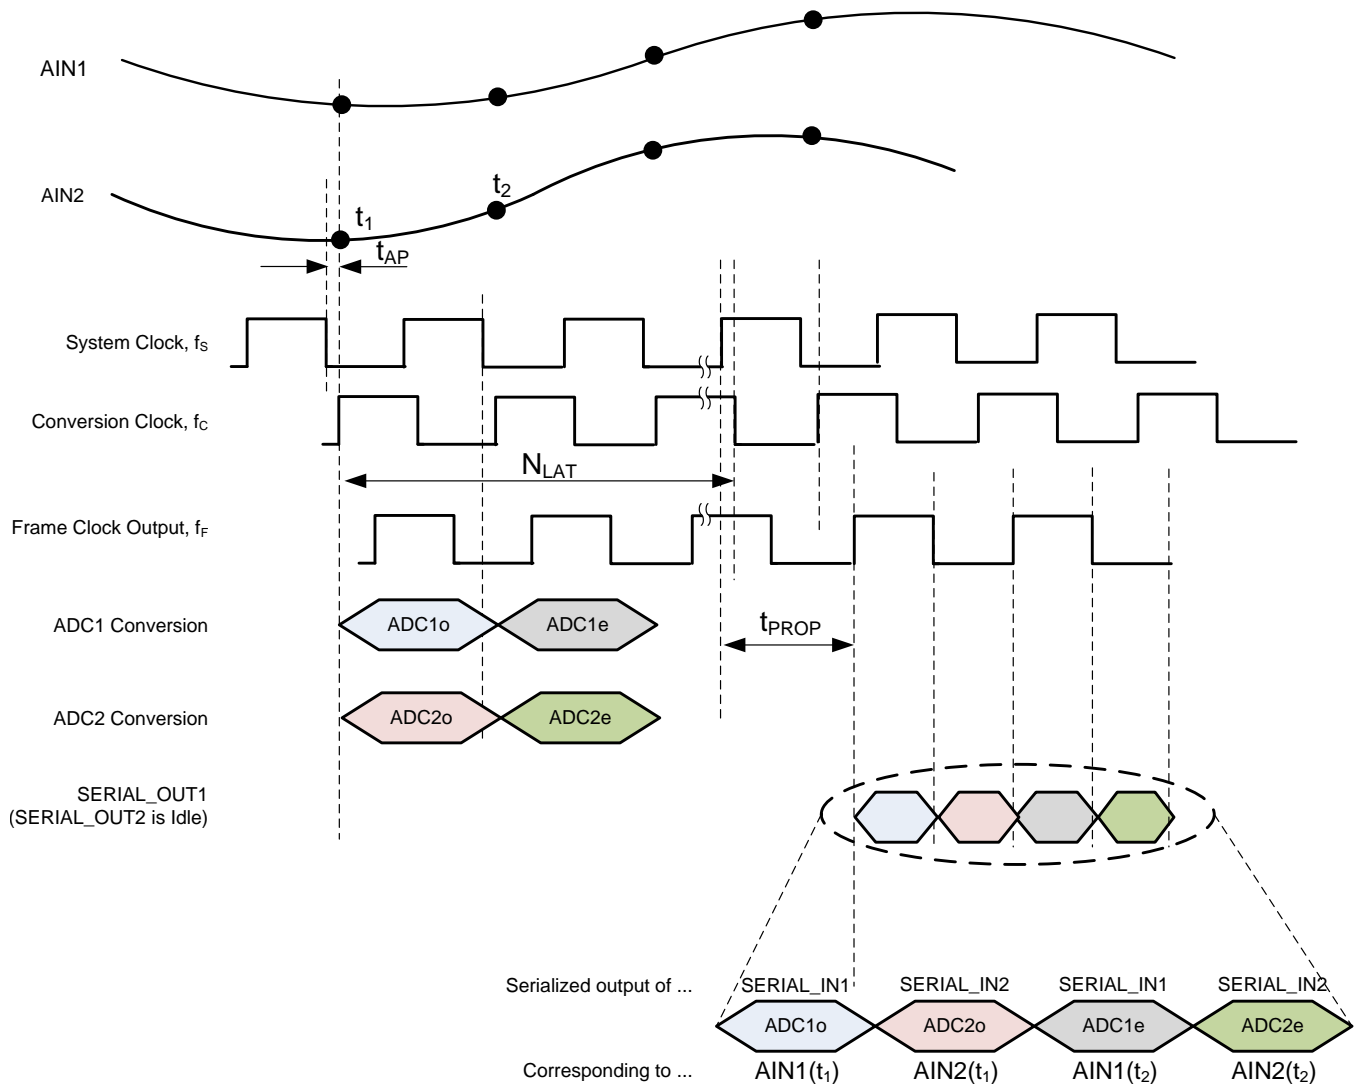 AIN1
AIN2
t2
t1
tAP
System Clock, fS
Conversion Clock, fC
NLAT
Frame Clock Output, fF
ADC1 Conversion
ADC1o
ADC1e
tPROP
ADC2 Conversion
ADC2o
ADC2e
SERIAL_OUT1
(SERIAL_OUT2 is Idle)
Serialized output of ...
SERIAL_IN1
SERIAL_IN2
SERIAL_IN1
SERIAL_IN2
ADC1o
ADC2o
ADC1e
ADC2e
Corresponding to ...
AIN1(t1)
AIN2(t1)
AIN1(t2)
AIN2(t2)